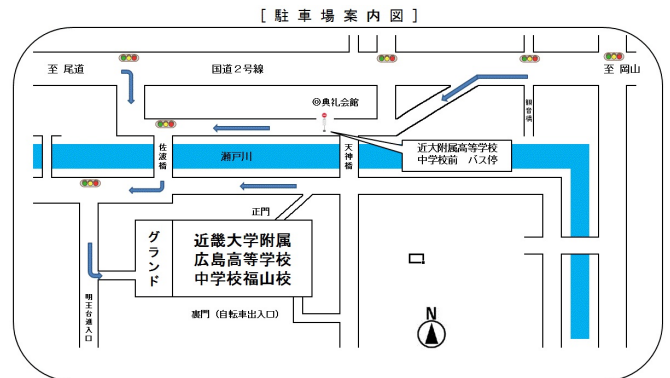 [ 駐 車 場 案 内 図 ]
至 尾道
国道2号線
至 岡山
◎典礼会館
観音橋
佐波橋
瀬戸川
天神橋
近大附属高等学校
中学校前 バス停
正門
グランド
近畿大学附属
広島高等学校
中学校福山校
明王台進入口
裏門(自転車出入口)
N